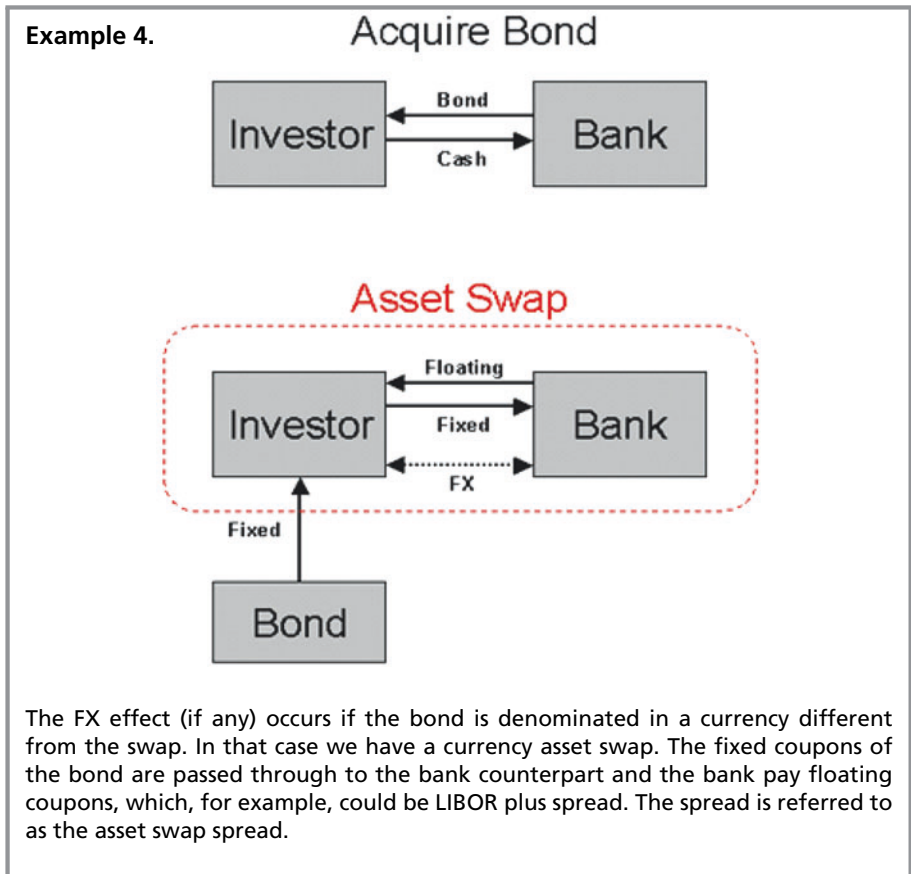 Example 4.
Acquire Bond
Investor
Bond
Cash
Bank
Asset Swap
Investor
Floating
Fixed
FX
Bank
Fixed
Bond
The FX effect (if any) occurs if the bond is denominated in a currency different
from the swap. In that case we have a currency asset swap. The fixed coupons of
the bond are passed through to the bank counterpart and the bank pay floating
coupons, which, for example, could be LIBOR plus spread. The spread is referred to
as the asset swap spread.